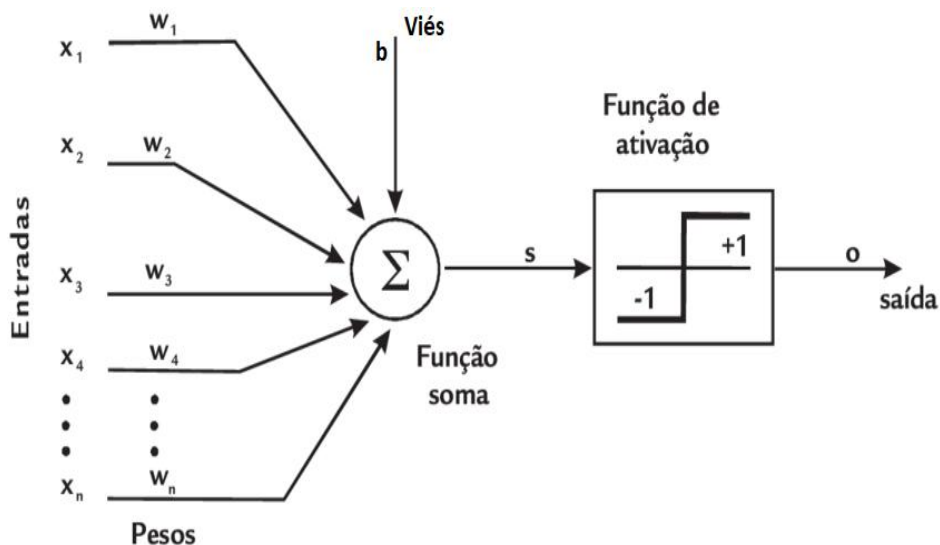 Viés
b
x1
w1
x2
w2
Entradas
x3
w3
x4
w4
xn
wn
Pesos
Σ
Função
soma
s
Função de
ativação
+1
-1
o
saída